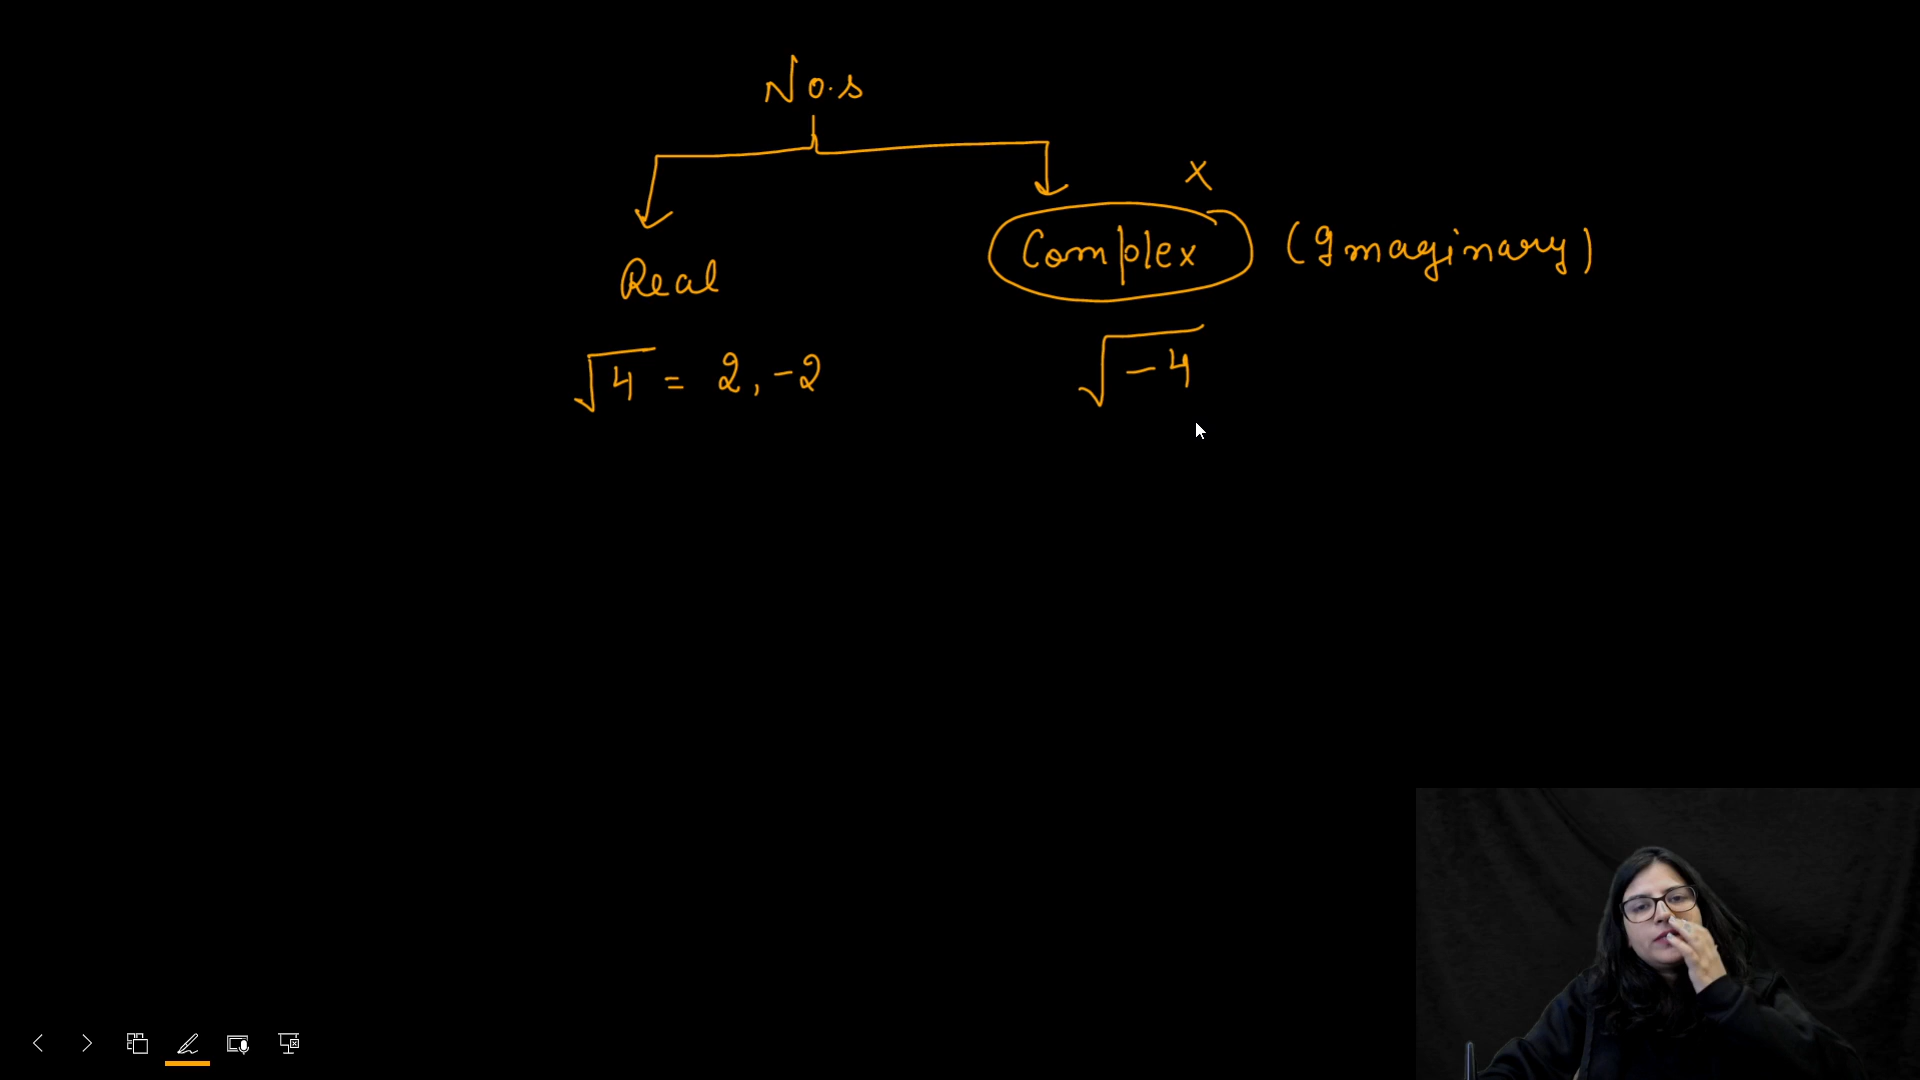 No.s
x
Real
Complex (Imaginary)
√4 = 2, -2
√-4